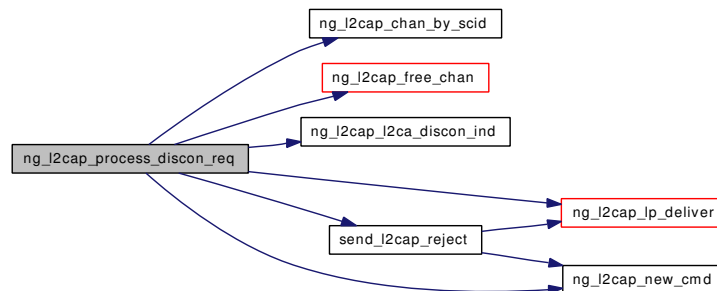 ng_l2cap_chan_by_scid
ng_l2cap_free_chan
ng_l2cap_l2ca_discon_ind
ng_l2cap_process_discon_req
ng_l2cap_lp_deliver
send_l2cap_reject
ng_l2cap_new_cmd